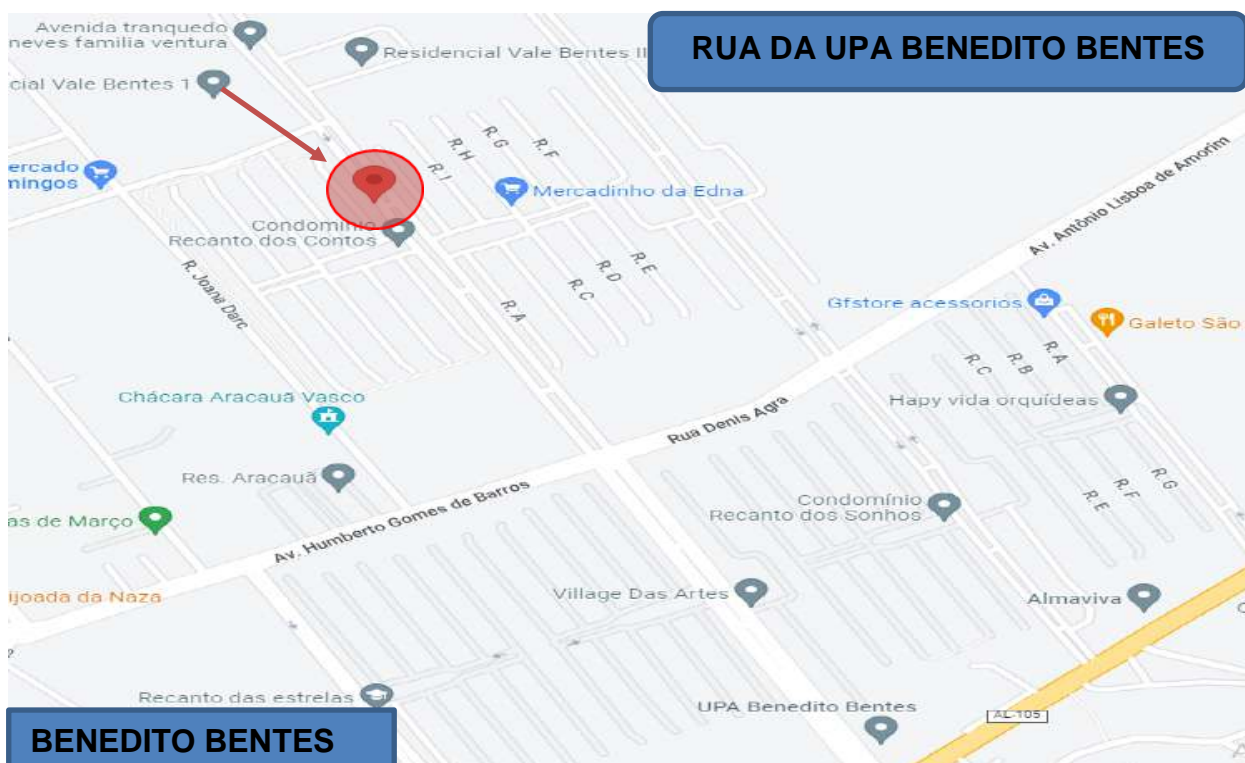 Avenida tranquedo
neves familia ventura
Residencial Vale Bentes II
RUA DA UPA BENEDITO BENTES
cial Vale Bentes 1
R.G
R.F
R.H
R.I
ercado
mingos
Mercadinho da Edna
Av. Antônio Lisboa de Amorim
Condomínio
Recanto dos Contos
R. Joana Darc
R.E
R.D
R.C
R.A
Gfstore acessorios
Galeto São
R.A
R.B
R.C
Chácara Aracauã Vasco
Hapy vida orquídeas
Rua Denis Agra
Res. Aracauã
R.G
R.F
R.E
Condomínio
Recanto dos Sonhos
as de Março
Av. Humberto Gomes de Barros
ijoada da Naza
Village Das Artes
Almaviva
Recanto das estrelas
UPA Benedito Bentes
AL-105
BENEDITO BENTES